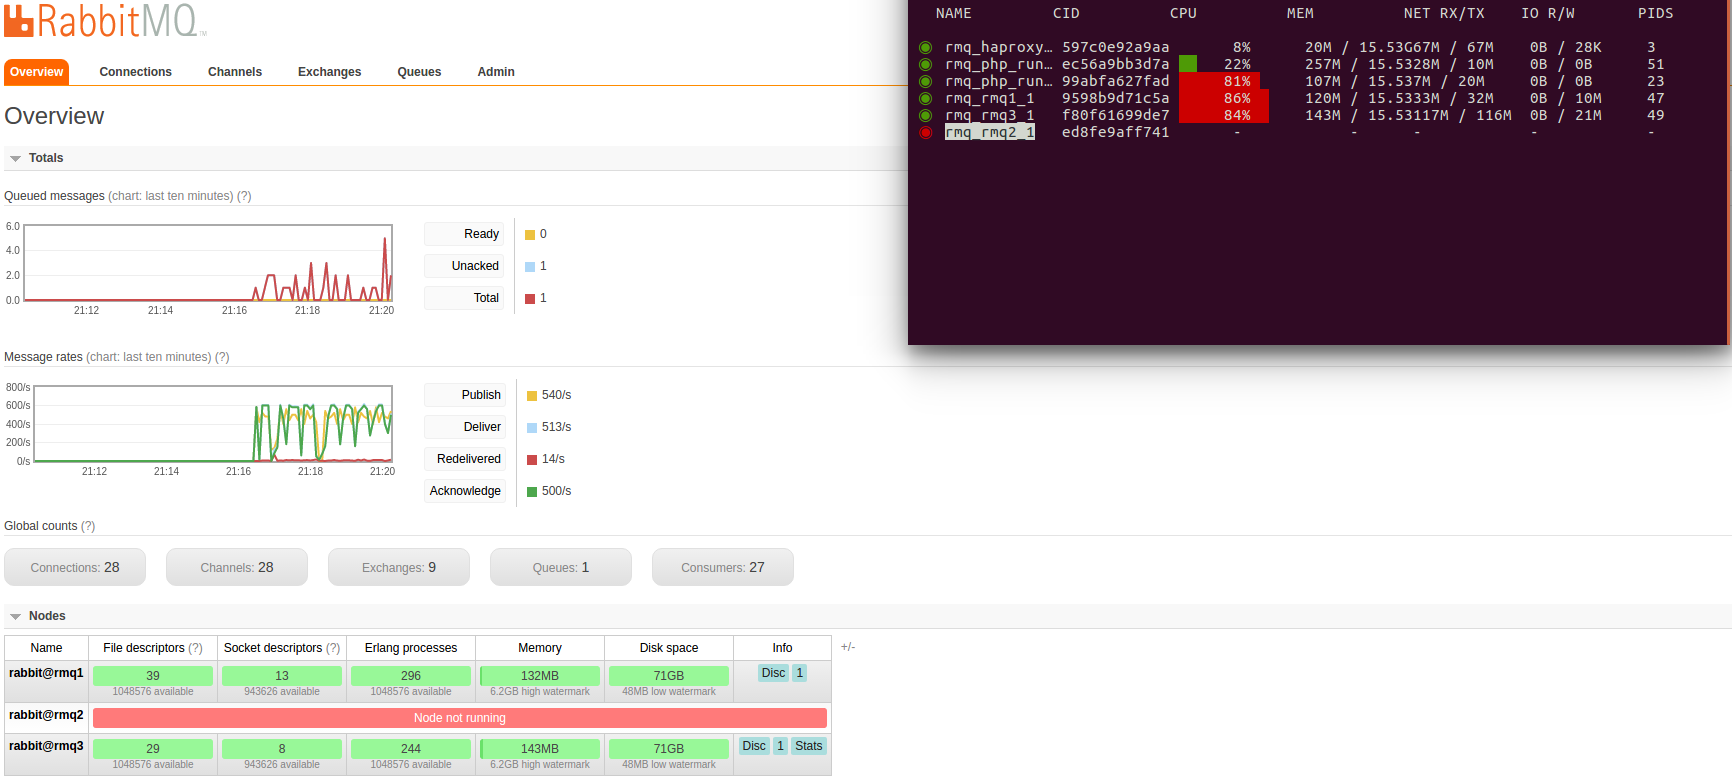 RabbitMQ TM
Overview Connections Channels Exchanges Queues Admin
Overview
Totals
Queued messages (chart: last ten minutes) (?)
6.0
4.0
2.0
0.0
21:12 21:14 21:16 21:18 21:20
Ready 0
Unacked 1
Total 1
Message rates (chart: last ten minutes) (?)
800/s
600/s
400/s
200/s
0/s
21:12 21:14 21:16 21:18 21:20
Publish 540/s
Deliver 513/s
Redelivered 14/s
Acknowledge 500/s
Global counts (?)
Connections: 28 Channels: 28 Exchanges: 9 Queues: 1 Consumers: 27
Nodes
Name File descriptors (?) Socket descriptors (?) Erlang processes Memory Disk space Info +/-
rabbit@rmq1 39 13 296 132MB 71GB Disc 1
1048576 available 943626 available 1048576 available 6.2GB high watermark 48MB low watermark
rabbit@rmq2 Node not running
rabbit@rmq3 29 8 244 143MB 71GB Disc 1 Stats
1048576 available 943626 available 1048576 available 6.2GB high watermark 48MB low watermark
NAME CID CPU MEM NET RX/TX IO R/W PIDS
rmq_haproxy… 597c0e92a9aa 8% 20M / 15.53G67M / 67M 0B / 28K 3
rmq_php_run… ec56a9bb3d7a 22% 257M / 15.5328M / 10M 0B / 0B 51
rmq_php_run… 99abfa627fad 81% 107M / 15.537M / 20M 0B / 0B 23
rmq_rmq1_1 9598b9d71c5a 86% 120M / 15.5333M / 32M 0B / 10M 47
rmq_rmq3_1 f80f61699de7 84% 143M / 15.53117M / 116M 0B / 21M 49
rmq_rmq2_1 ed8fe9aff741 - - - - -